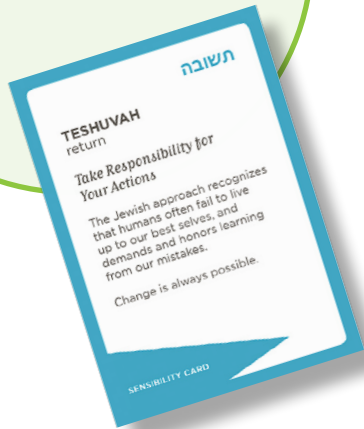 תשובה
TESHUVAH
return
Take Responsibility for
Your Actions
The Jewish approach recognizes
that humans often fail to live
up to our best selves, and
demands and honors learning
from our mistakes.
Change is always possible.
SENSIBILITY CARD